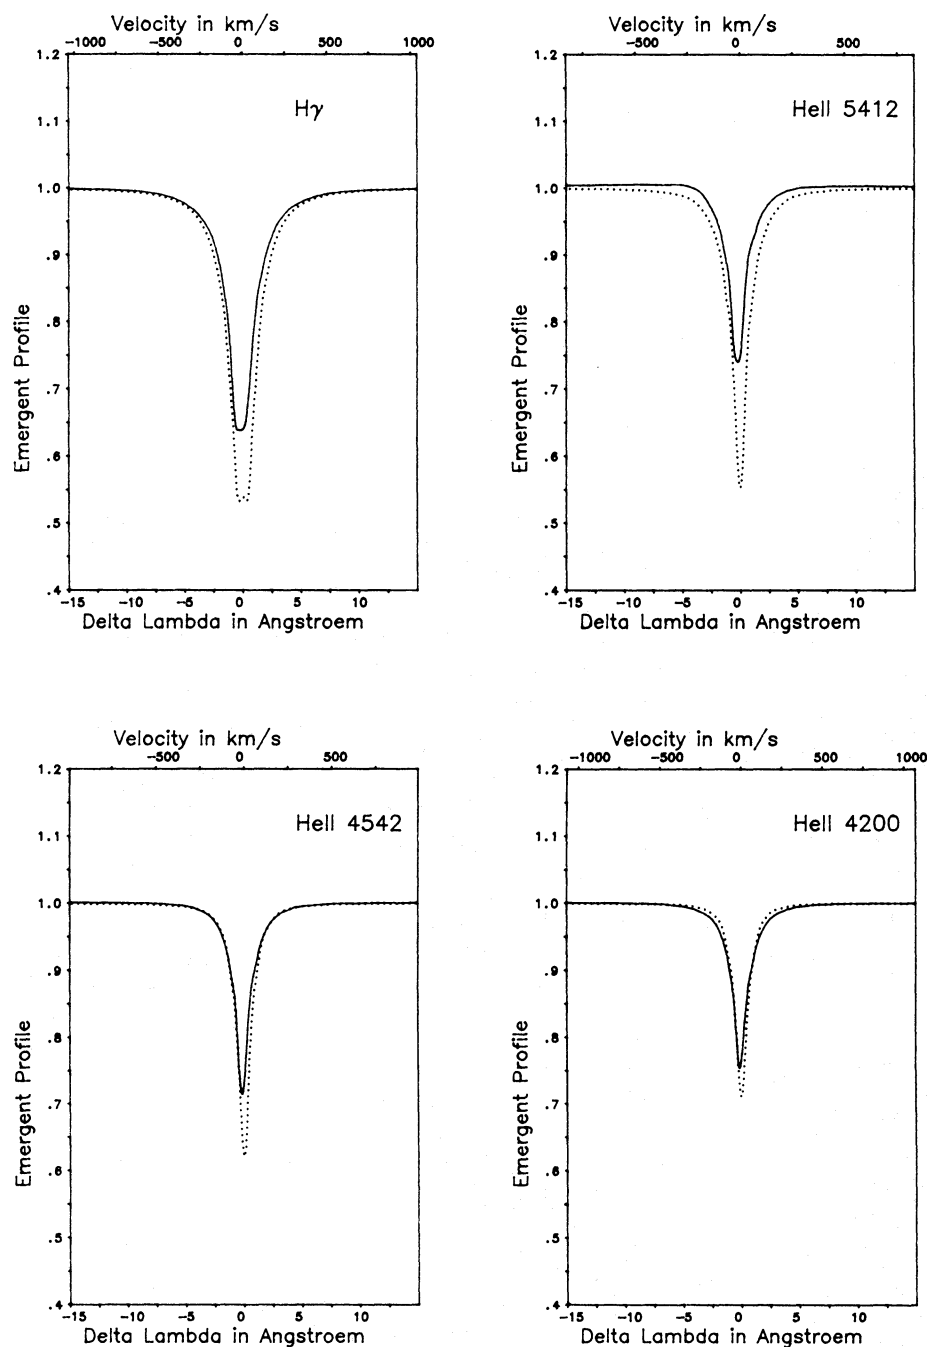 Velocity in km/s
-1000 -500 0 500 1000
1.2
Hγ
1.1
1.0
.9
.8
.7
.6
.5
.4
Emergent Profile
-15 -10 -5 0 5 10
Delta Lambda in Angstroem
Velocity in km/s
-500 0 500
1.2
HeII 5412
1.1
1.0
.9
.8
.7
.6
.5
.4
Emergent Profile
-15 -10 -5 0 5 10
Delta Lambda in Angstroem
Velocity in km/s
-500 0 500
1.2
HeII 4542
1.1
1.0
.9
.8
.7
.6
.5
.4
Emergent Profile
-15 -10 -5 0 5 10
Delta Lambda in Angstroem
Velocity in km/s
-1000 -500 0 500 1000
1.2
HeII 4200
1.1
1.0
.9
.8
.7
.6
.5
.4
Emergent Profile
-15 -10 -5 0 5 10
Delta Lambda in Angstroem